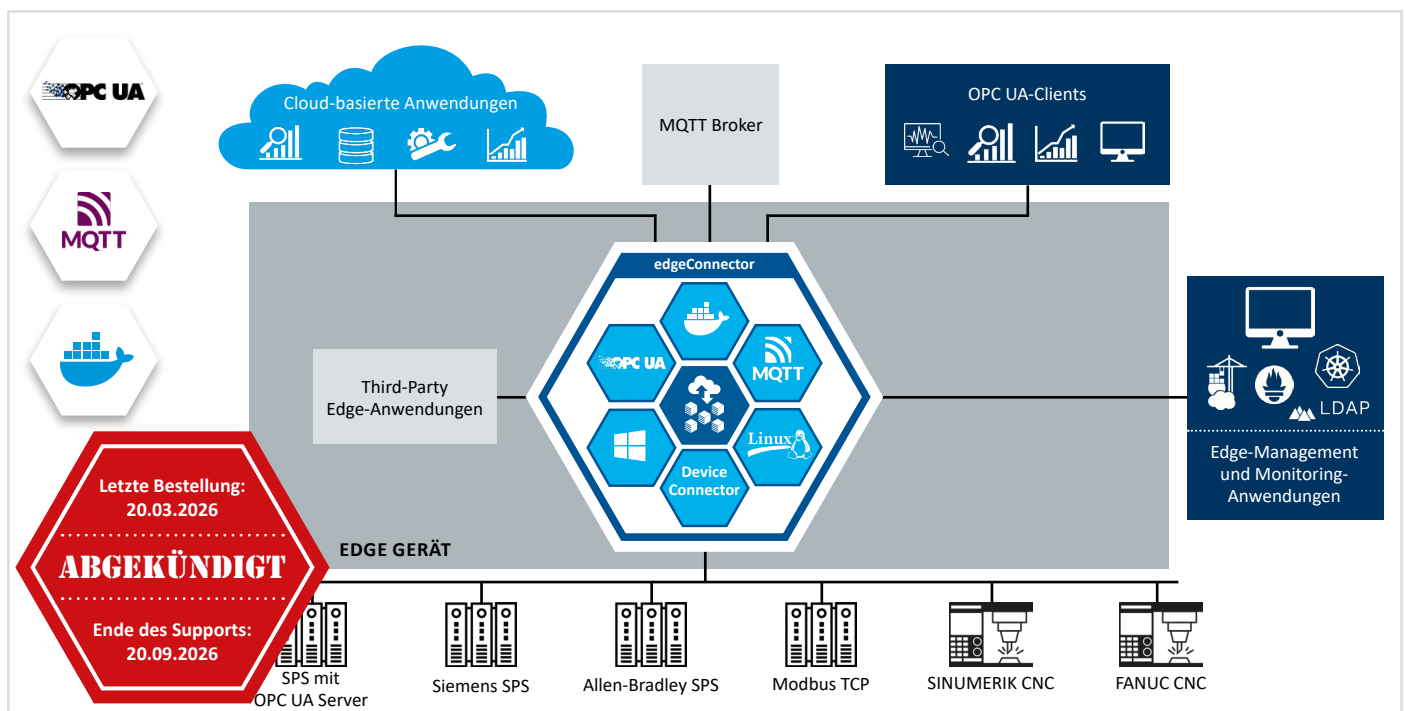 OPC UA
MQTT
Cloud-basierte Anwendungen
MQTT Broker
OPC UA-Clients
edgeConnector
OPC UA
MQTT
Linux
Device
Connector
Third-Party
Edge-Anwendungen
LDAP
Edge-Management
und Monitoring-
Anwendungen
EDGE GERÄT
Letzte Bestellung:
20.03.2026
ABGEKÜNDIGT
Ende des Supports:
20.09.2026
SPS mit
OPC UA Server
Siemens SPS
Allen-Bradley SPS
Modbus TCP
SINUMERIK CNC
FANUC CNC